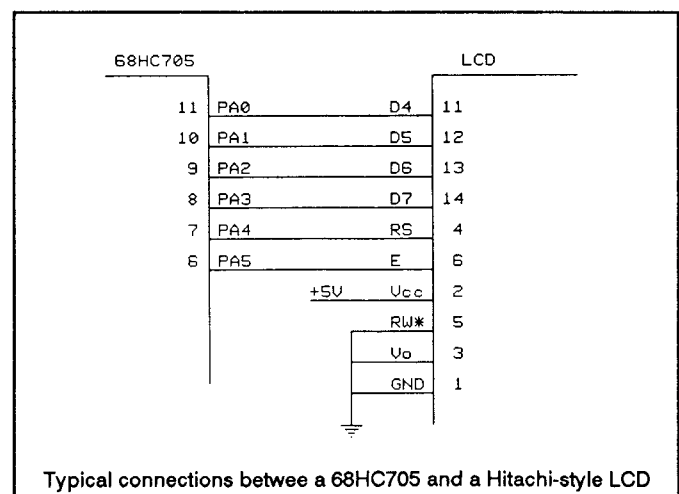 68HC705 LCD
11 PA0 D4 11
10 PA1 D5 12
9 PA2 D6 13
8 PA3 D7 14
7 PA4 RS 4
6 PA5 E 6
+5V Vcc 2
RW* 5
Vo 3
GND 1
Typical connections betwee a 68HC705 and a Hitachi-style LCD